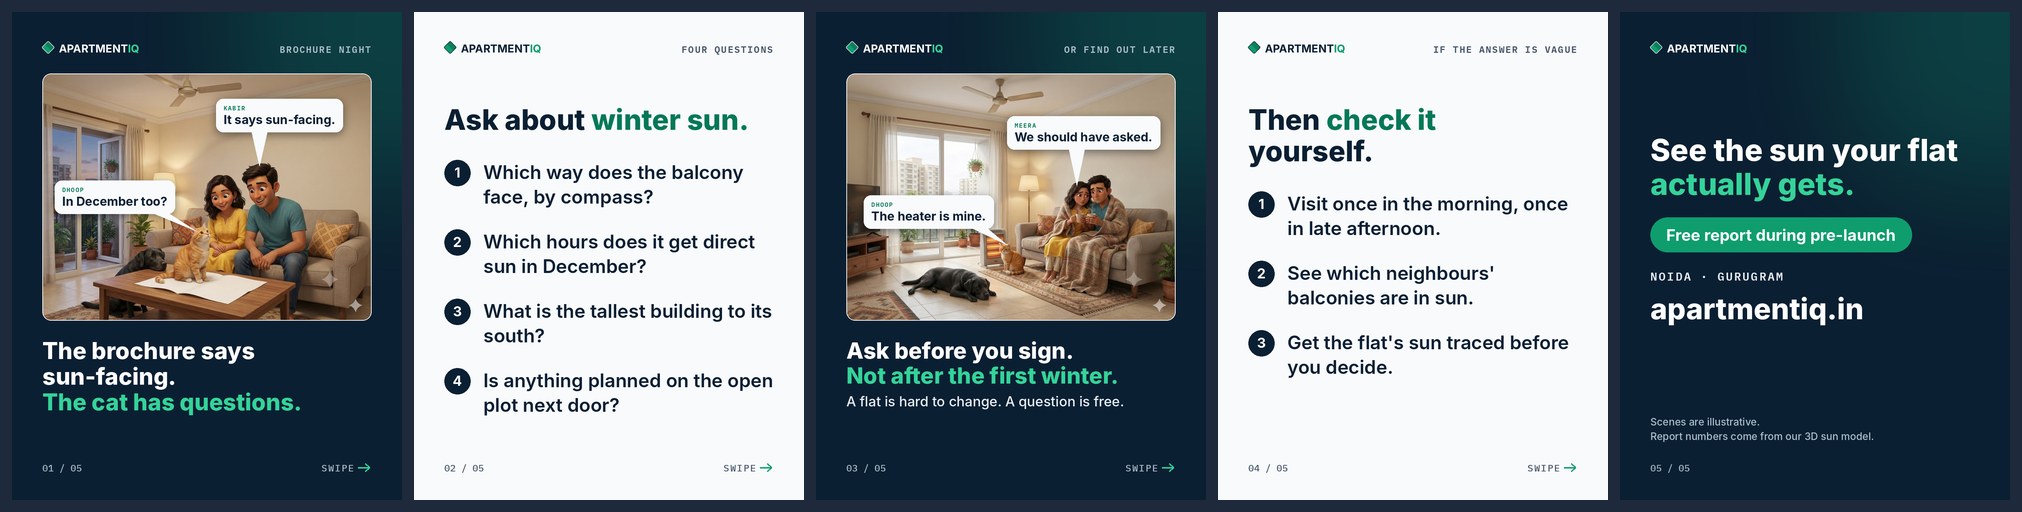 APARTMENTIQ
BROCHURE NIGHT
KABIR
It says sun-facing.
DHOOP
In December too?
The brochure says
sun-facing.
The cat has questions.
01 / 05
SWIPE
APARTMENTIQ
FOUR QUESTIONS
Ask about winter sun.
1
Which way does the balcony
face, by compass?
2
Which hours does it get direct
sun in December?
3
What is the tallest building to its
south?
4
Is anything planned on the open
plot next door?
02 / 05
SWIPE
APARTMENTIQ
OR FIND OUT LATER
MEERA
We should have asked.
DHOOP
The heater is mine.
Ask before you sign.
Not after the first winter.
A flat is hard to change. A question is free.
03 / 05
SWIPE
APARTMENTIQ
IF THE ANSWER IS VAGUE
Then check it
yourself.
1
Visit once in the morning, once
in late afternoon.
2
See which neighbours'
balconies are in sun.
3
Get the flat's sun traced before
you decide.
04 / 05
SWIPE
APARTMENTIQ
See the sun your flat
actually gets.
Free report during pre-launch
NOIDA · GURUGRAM
apartmentiq.in
Scenes are illustrative.
Report numbers come from our 3D sun model.
05 / 05